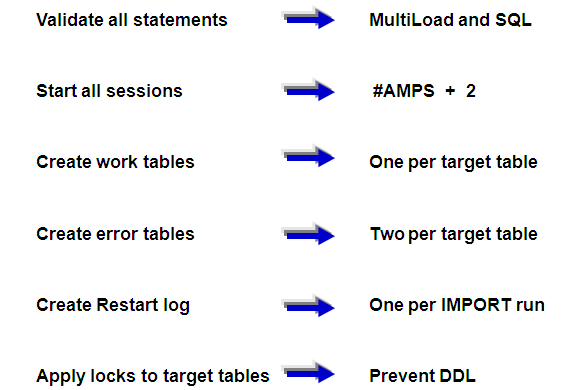 Validate all statements MultiLoad and SQL
Start all sessions #AMPS + 2
Create work tables One per target table
Create error tables Two per target table
Create Restart log One per IMPORT run
Apply locks to target tables Prevent DDL